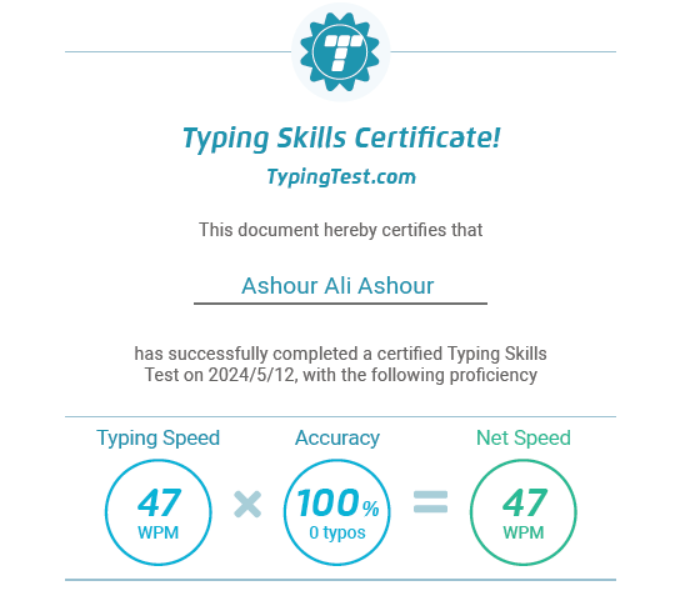 T
Typing Skills Certificate!
TypingTest.com
This document hereby certifies that
Ashour Ali Ashour
has successfully completed a certified Typing Skills
Test on 2024/5/12, with the following proficiency
Typing Speed Accuracy Net Speed
47 × 100% = 47
WPM 0 typos WPM